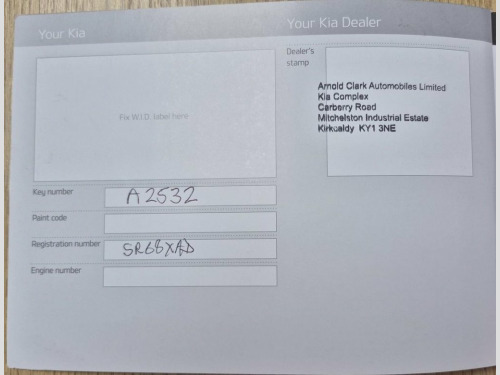 Your Kia
Fix W.I.D. label here
Key number
A2532
Paint code
Registration number
SR68XAD
Engine number
Your Kia Dealer
Dealer's
stamp
Arnold Clark Automobiles Limited
Kia Complex
Carberry Road
Mitchelston Industrial Estate
Kirkcaldy KY1 3NE